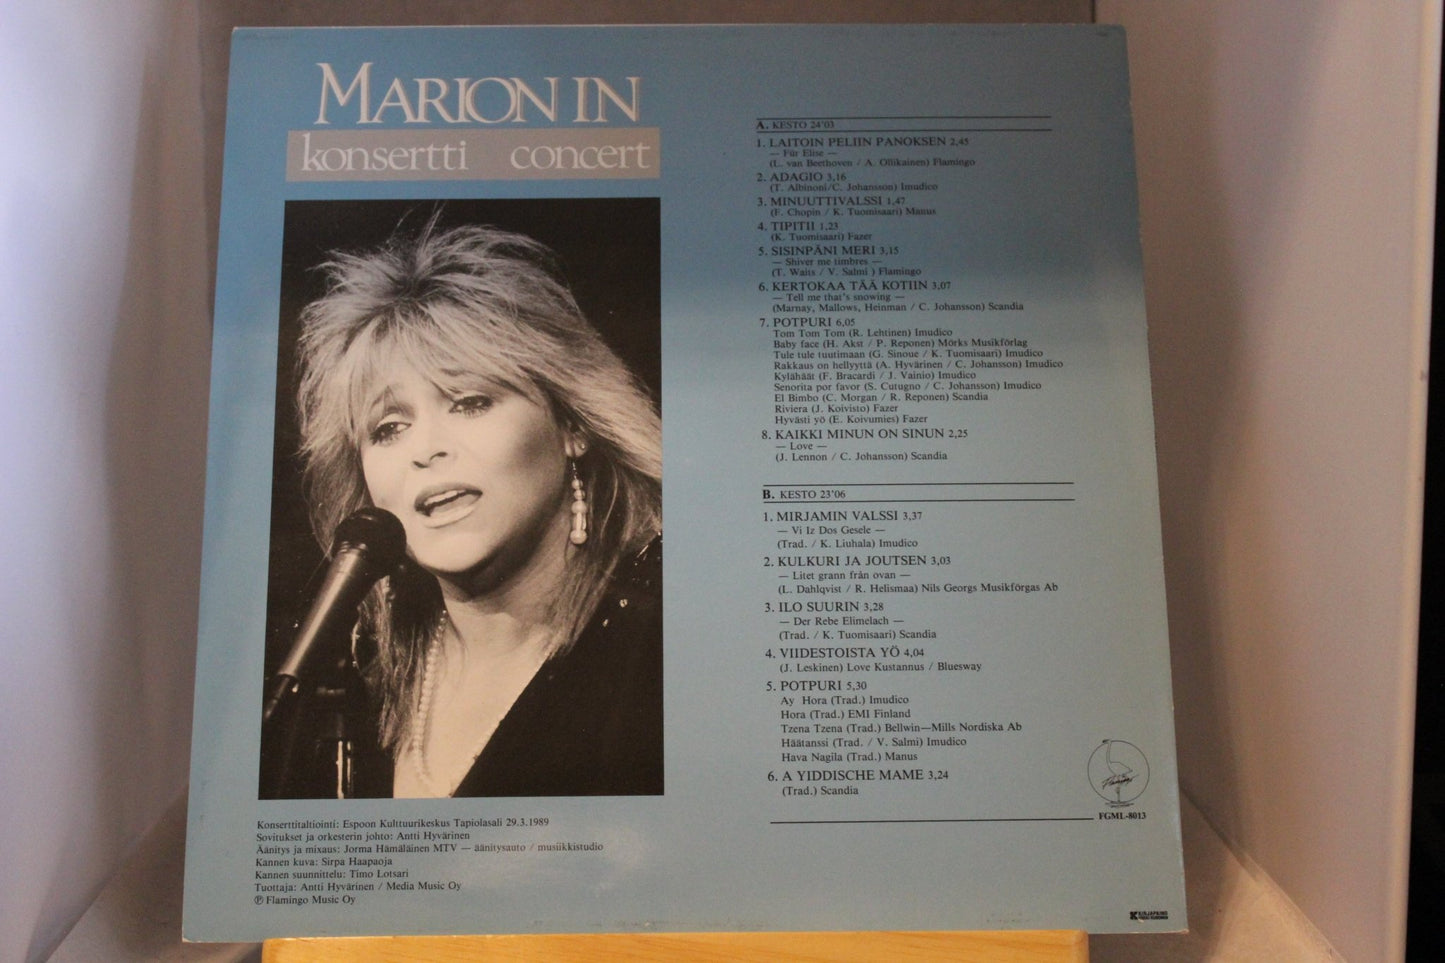 MARION IN
konsertti concert
A. KESTO 24'03
1. LAITOIN PELIIN PANOKSEN 2,45
— Für Elise —
(L. van Beethoven / A. Ollikainen) Flamingo
2. ADAGIO 3,16
(T. Albinoni/C. Johansson) Imudico
3. MINUUTTIVALSSI 1,47
(F. Chopin / K. Tuomisaari) Manus
4. TIPITII 1,23
(K. Tuomisaari) Fazer
5. SISINPÄNI MERI 3,15
— Shiver me timbres —
(T. Waits / V. Salmi ) Flamingo
6. KERTOKAA TÄÄ KOTIIN 3,07
— Tell me that's snowing —
(Marnay, Mallows, Heinman / C. Johansson) Scandia
7. POTPURI 6,05
Tom Tom Tom (R. Lehtinen) Imudico
Baby face (H. Akst / P. Reponen) Mörks Musikförlag
Tule tule tuutimaan (G. Sinoue / K. Tuomisaari) Imudico
Rakkaus on hellyyttä (A. Hyvärinen / C. Johansson) Imudico
Kylähäät (F. Bracardi / J. Vainio) Imudico
Senorita por favor (S. Cutugno / C. Johansson) Imudico
El Bimbo (C. Morgan / R. Reponen) Scandia
Riviera (J. Koivisto) Fazer
Hyvästi yö (E. Koivumies) Fazer
8. KAIKKI MINUN ON SINUN 2,25
— Love —
(J. Lennon / C. Johansson) Scandia
B. KESTO 23'06
1. MIRJAMIN VALSSI 3,37
— Vi Iz Dos Gesele —
(Trad. / K. Liuhala) Imudico
2. KULKURI JA JOUTSEN 3,03
— Litet grann från ovan —
(L. Dahlqvist / R. Helismaa) Nils Georgs Musikförgas Ab
3. ILO SUURIN 3,28
— Der Rebe Elimelach —
(Trad. / K. Tuomisaari) Scandia
4. VIIDESTOISTA YÖ 4,04
(J. Leskinen) Love Kustannus / Bluesway
5. POTPURI 5,30
Ay Hora (Trad.) Imudico
Hora (Trad.) EMI Finland
Tzena Tzena (Trad.) Bellwin—Mills Nordiska Ab
Häätanssi (Trad. / V. Salmi) Imudico
Hava Nagila (Trad.) Manus
6. A YIDDISCHE MAME 3,24
(Trad.) Scandia
Flamingo
FGML-8013
Konserttitaltiointi: Espoon Kulttuurikeskus Tapiolasali 29.3.1989
Sovitukset ja orkesterin johto: Antti Hyvärinen
Äänitys ja mixaus: Jorma Hämäläinen MTV — äänitysauto / musiikkistudio
Kannen kuva: Sirpa Haapaoja
Kannen suunnittelu: Timo Lotsari
Tuottaja: Antti Hyvärinen / Media Music Oy
℗ Flamingo Music Oy